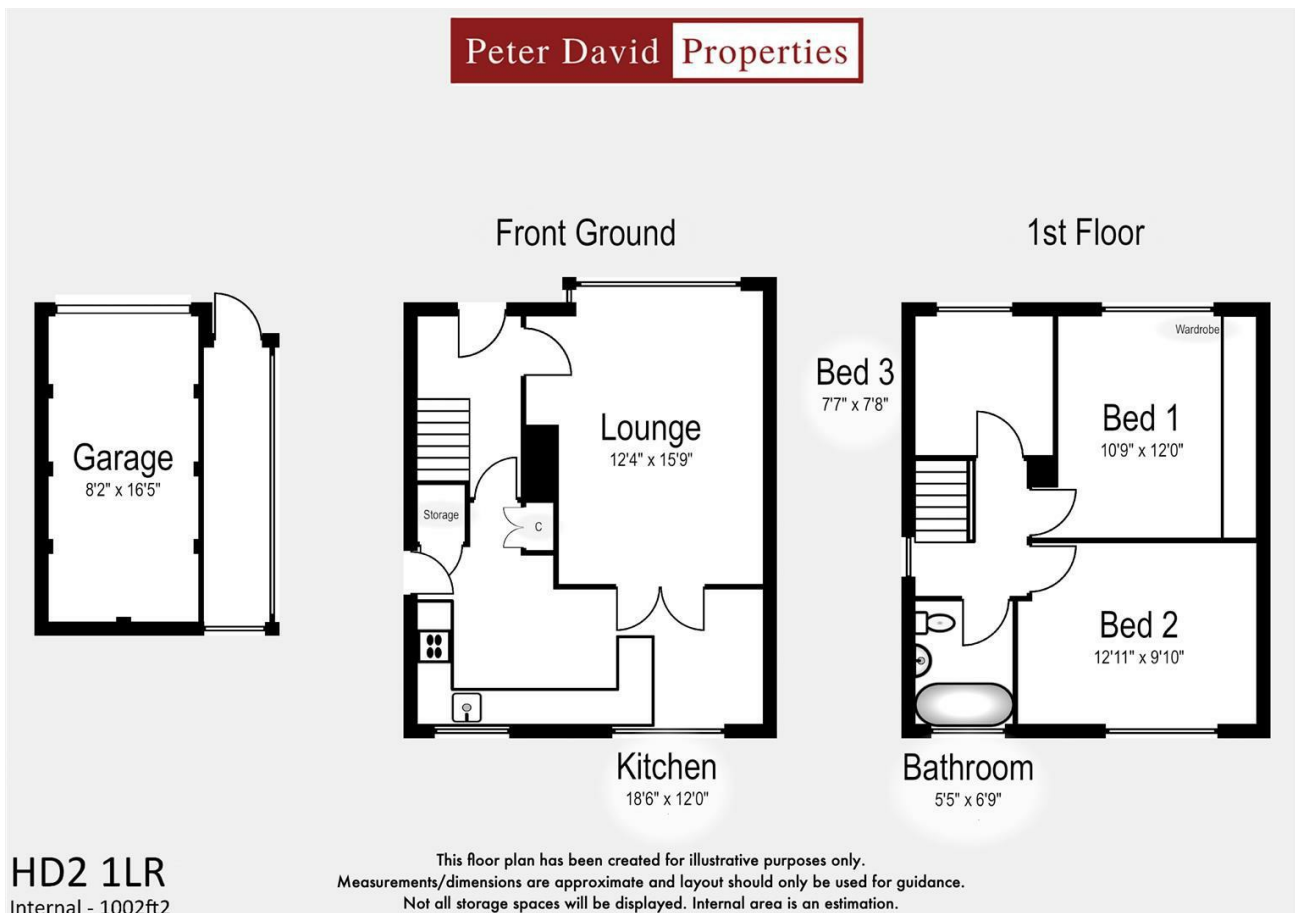 Peter David Properties
Front Ground
1st Floor
Wardrobe
Bed 3
7'7" x 7'8"
Bed 1
10'9" x 12'0"
Lounge
12'4" x 15'9"
Garage
8'2" x 16'5"
Storage
C
Bed 2
12'11" x 9'10"
Kitchen
18'6" x 12'0"
Bathroom
5'5" x 6'9"
HD2 1LR
Internal - 1002ft2
This floor plan has been created for illustrative purposes only.
Measurements/dimensions are approximate and layout should only be used for guidance.
Not all storage spaces will be displayed. Internal area is an estimation.